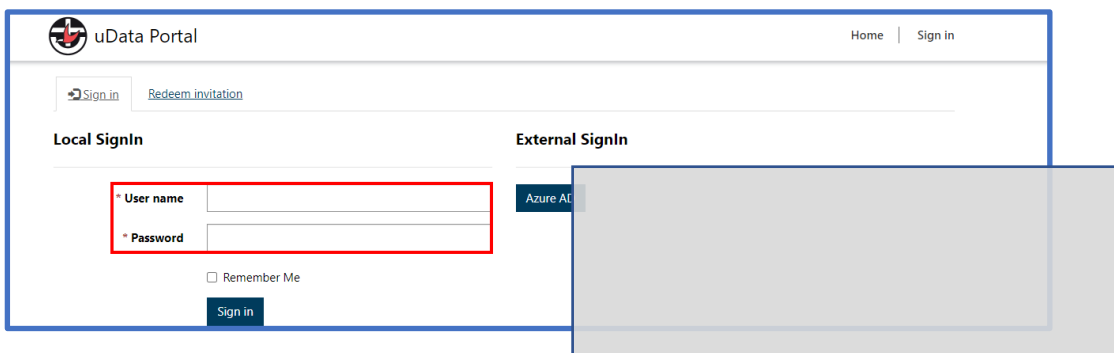 uData Portal
Home
Sign in
Sign in
Redeem invitation
Local SignIn
External SignIn
* User name
Azure AD
* Password
Remember Me
Sign in